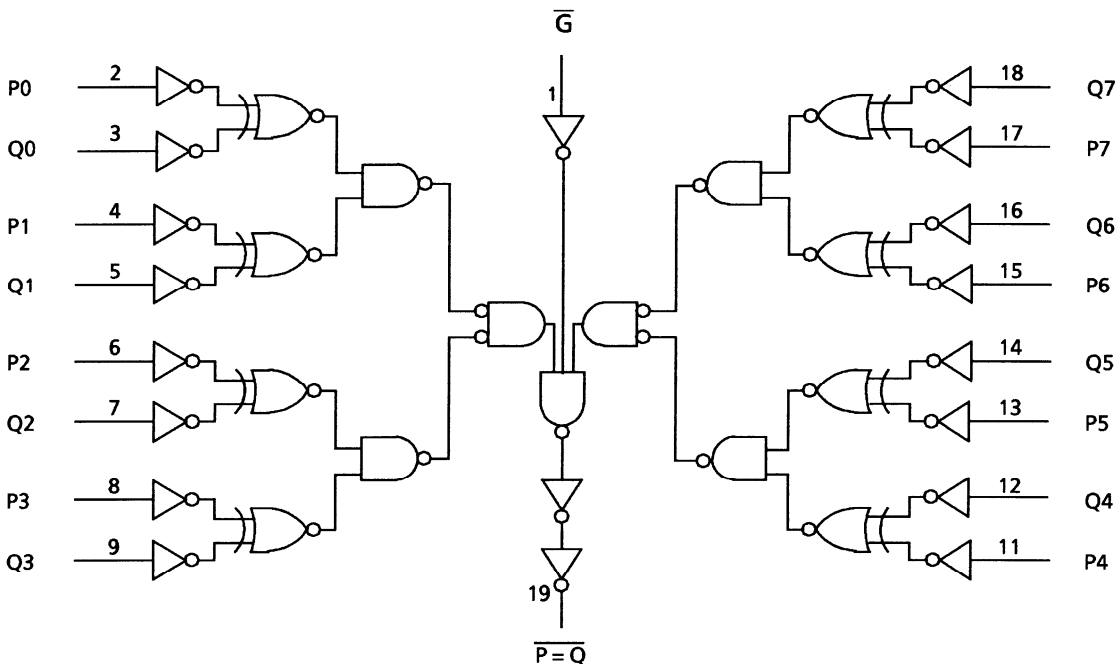 G̅
1
P0 2
Q0 3
P1 4
Q1 5
P2 6
Q2 7
P3 8
Q3 9
18 Q7
17 P7
16 Q6
15 P6
14 Q5
13 P5
12 Q4
11 P4
19
P̅ ̅=̅ ̅Q̅